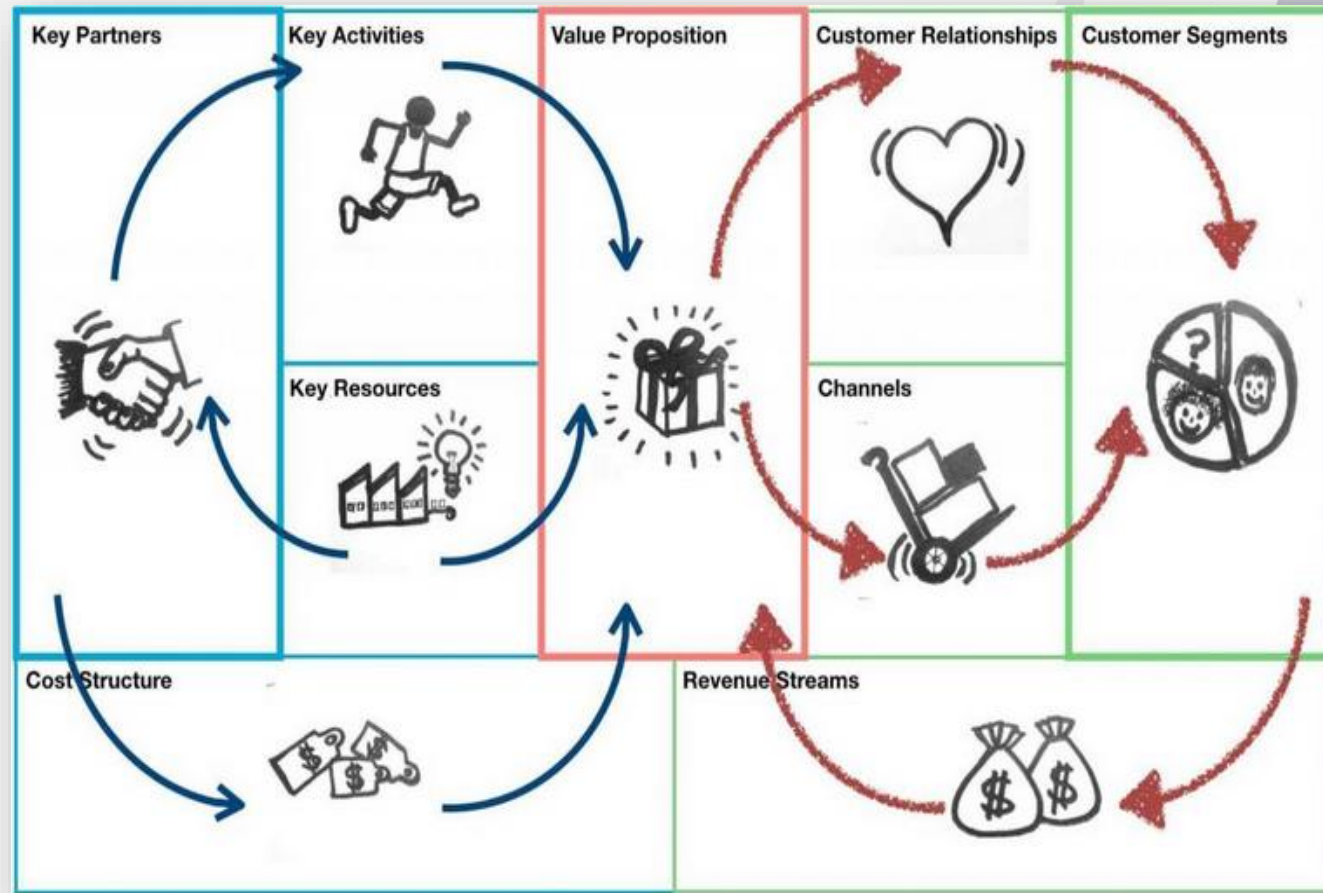 Key Partners
Key Activities
Value Proposition
Customer Relationships
Customer Segments
Key Resources
Channels
Cost Structure
Revenue Streams
?
$ $ $
$ $